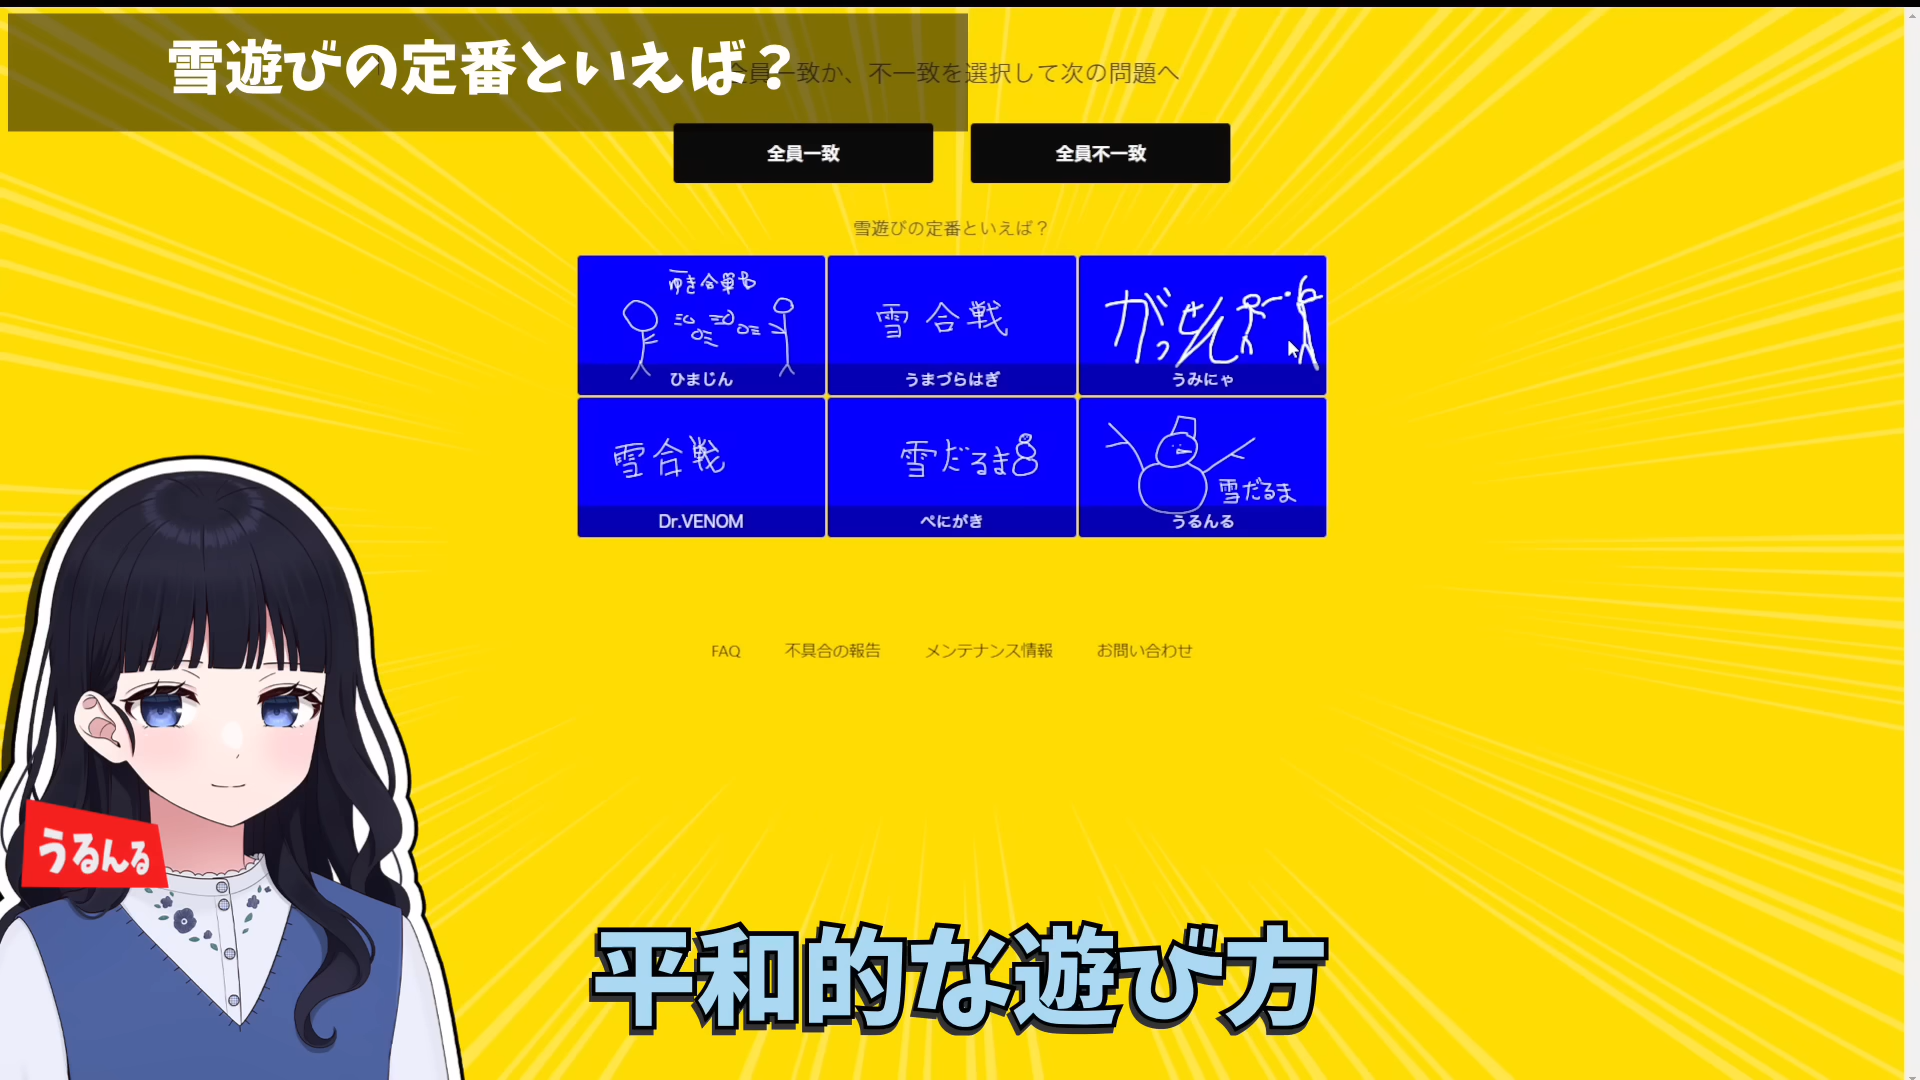 雪遊びの定番といえば？
全員一致か、不一致を選択して次の問題へ
全員一致
全員不一致
雪遊びの定番といえば？
ゆき合戦
ひまじん
雪合戦
うまづらはぎ
がっせん
うみにゃ
雪合戦
Dr.VENOM
雪だるま
べにがき
雪だるま
うるんる
FAQ
不具合の報告
メンテナンス情報
お問い合わせ
うるんる
平和的な遊び方